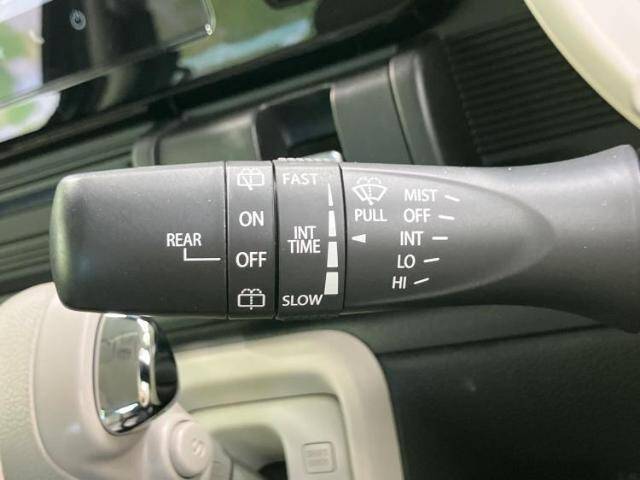 REAR
ON
OFF
FAST
INT
TIME
SLOW
PULL
MIST
OFF
INT
LO
HI